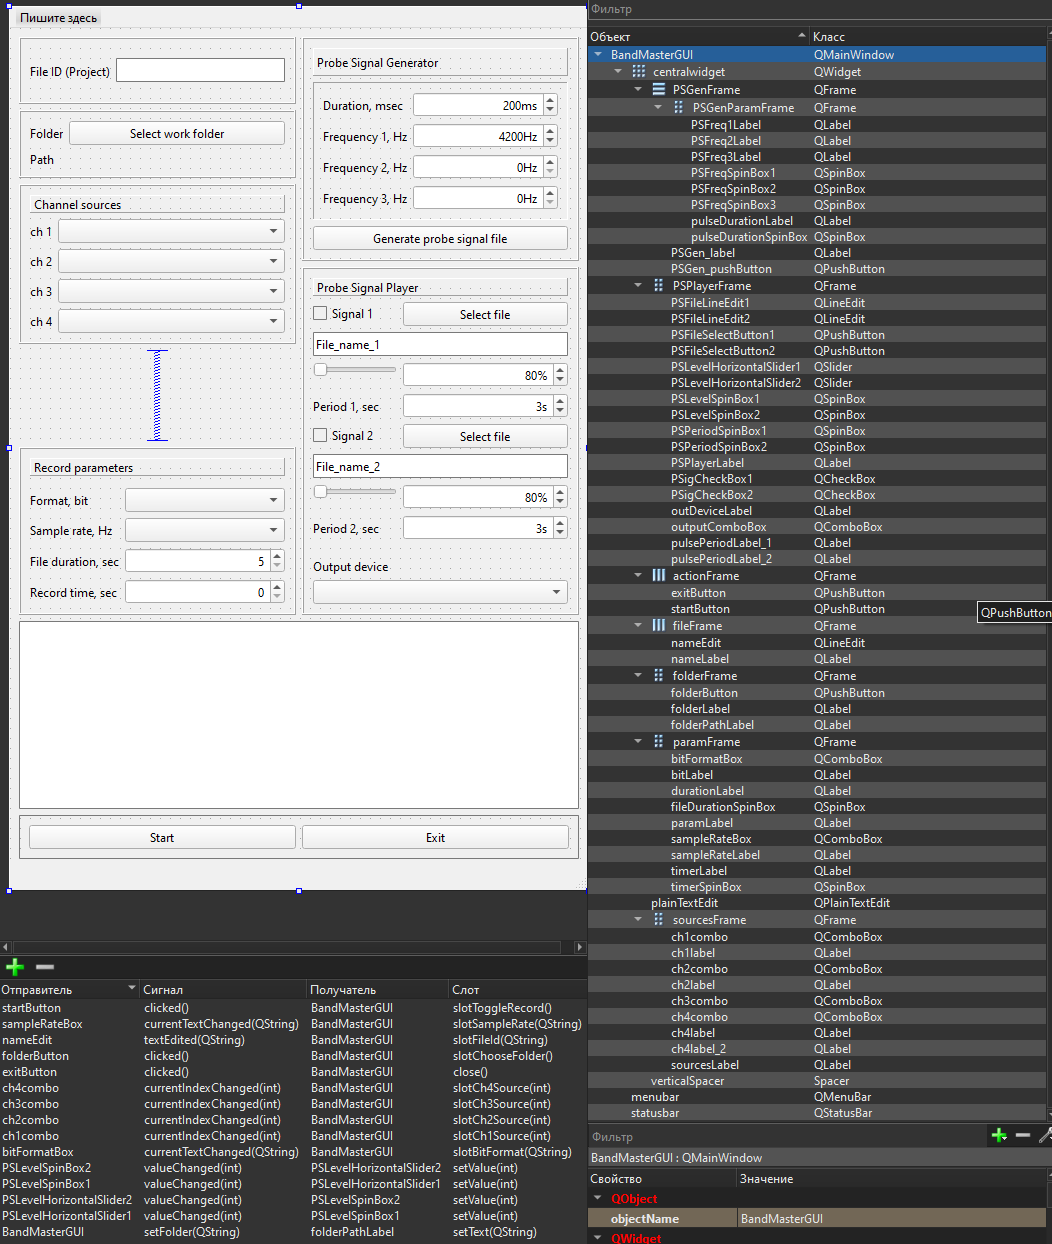 Пишите здесь
File ID (Project)
Folder
Select work folder
Path
Channel sources
ch 1
ch 2
ch 3
ch 4
Record parameters
Format, bit
Sample rate, Hz
File duration, sec
5
Record time, sec
0
Probe Signal Generator
Duration, msec
200ms
Frequency 1, Hz
4200Hz
Frequency 2, Hz
0Hz
Frequency 3, Hz
0Hz
Generate probe signal file
Probe Signal Player
Signal 1
Select file
File_name_1
80%
Period 1, sec
3s
Signal 2
Select file
File_name_2
80%
Period 2, sec
3s
Output device
Start
Exit
Отправитель Сигнал Получатель Слот
startButton clicked() BandMasterGUI slotToggleRecord()
sampleRateBox currentTextChanged(QString) BandMasterGUI slotSampleRate(QString)
nameEdit textEdited(QString) BandMasterGUI slotFileId(QString)
folderButton clicked() BandMasterGUI slotChooseFolder()
exitButton clicked() BandMasterGUI close()
ch4combo currentIndexChanged(int) BandMasterGUI slotCh4Source(int)
ch3combo currentIndexChanged(int) BandMasterGUI slotCh3Source(int)
ch2combo currentIndexChanged(int) BandMasterGUI slotCh2Source(int)
ch1combo currentIndexChanged(int) BandMasterGUI slotCh1Source(int)
bitFormatBox currentTextChanged(QString) BandMasterGUI slotBitFormat(QString)
PSLevelSpinBox2 valueChanged(int) PSLevelHorizontalSlider2 setValue(int)
PSLevelSpinBox1 valueChanged(int) PSLevelHorizontalSlider1 setValue(int)
PSLevelHorizontalSlider2 valueChanged(int) PSLevelSpinBox2 setValue(int)
PSLevelHorizontalSlider1 valueChanged(int) PSLevelSpinBox1 setValue(int)
BandMasterGUI setFolder(QString) folderPathLabel setText(QString)
Фильтр
Объект Класс
BandMasterGUI QMainWindow
centralwidget QWidget
PSGenFrame QFrame
PSGenParamFrame QFrame
PSFreq1Label QLabel
PSFreq2Label QLabel
PSFreq3Label QLabel
PSFreqSpinBox1 QSpinBox
PSFreqSpinBox2 QSpinBox
PSFreqSpinBox3 QSpinBox
pulseDurationLabel QLabel
pulseDurationSpinBox QSpinBox
PSGen_label QLabel
PSGen_pushButton QPushButton
PSPlayerFrame QFrame
PSFileLineEdit1 QLineEdit
PSFileLineEdit2 QLineEdit
PSFileSelectButton1 QPushButton
PSFileSelectButton2 QPushButton
PSLevelHorizontalSlider1 QSlider
PSLevelHorizontalSlider2 QSlider
PSLevelSpinBox1 QSpinBox
PSLevelSpinBox2 QSpinBox
PSPeriodSpinBox1 QSpinBox
PSPeriodSpinBox2 QSpinBox
PSPlayerLabel QLabel
PSigCheckBox1 QCheckBox
PSigCheckBox2 QCheckBox
outDeviceLabel QLabel
outputComboBox QComboBox
pulsePeriodLabel_1 QLabel
pulsePeriodLabel_2 QLabel
actionFrame QFrame
exitButton QPushButton
startButton QPushButton
QPushButton
fileFrame QFrame
nameEdit QLineEdit
nameLabel QLabel
folderFrame QFrame
folderButton QPushButton
folderLabel QLabel
folderPathLabel QLabel
paramFrame QFrame
bitFormatBox QComboBox
bitLabel QLabel
durationLabel QLabel
fileDurationSpinBox QSpinBox
paramLabel QLabel
sampleRateBox QComboBox
sampleRateLabel QLabel
timerLabel QLabel
timerSpinBox QSpinBox
plainTextEdit QPlainTextEdit
sourcesFrame QFrame
ch1combo QComboBox
ch1label QLabel
ch2combo QComboBox
ch2label QLabel
ch3combo QComboBox
ch4combo QComboBox
ch4label QLabel
ch4label_2 QLabel
sourcesLabel QLabel
verticalSpacer Spacer
menubar QMenuBar
statusbar QStatusBar
Фильтр
BandMasterGUI : QMainWindow
Свойство Значение
QObject
objectName BandMasterGUI
QWidget